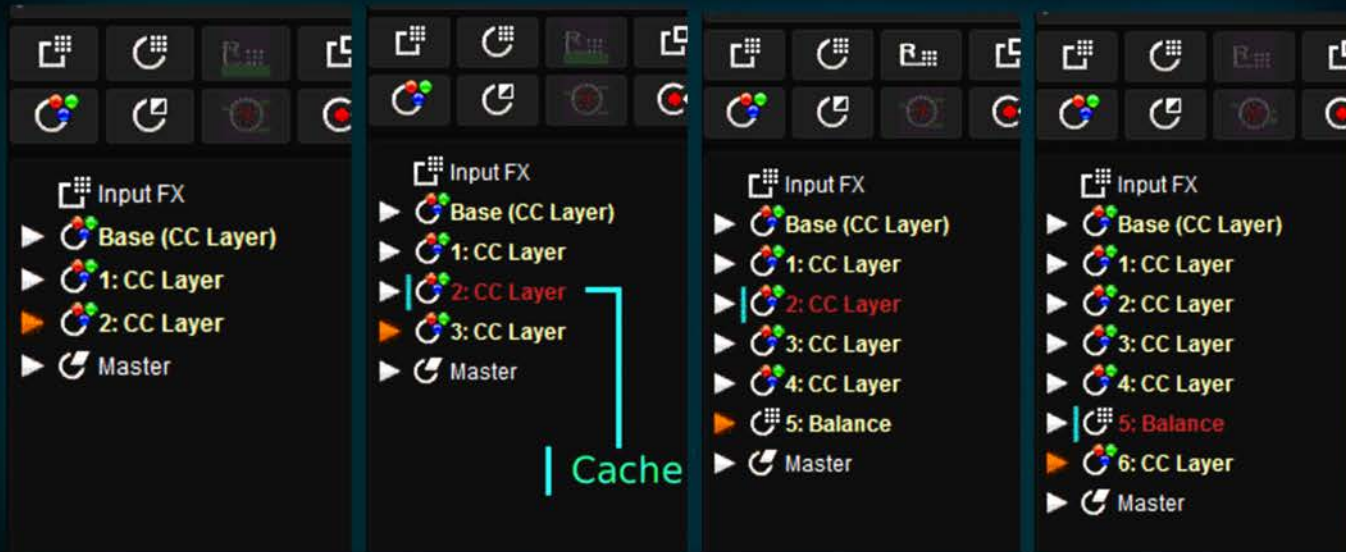 R
Input FX
Base (CC Layer)
1: CC Layer
2: CC Layer
Master
R
Input FX
Base (CC Layer)
1: CC Layer
2: CC Layer
3: CC Layer
Master
Cache
R
Input FX
Base (CC Layer)
1: CC Layer
2: CC Layer
3: CC Layer
4: CC Layer
5: Balance
Master
R
Input FX
Base (CC Layer)
1: CC Layer
2: CC Layer
3: CC Layer
4: CC Layer
5: Balance
6: CC Layer
Master